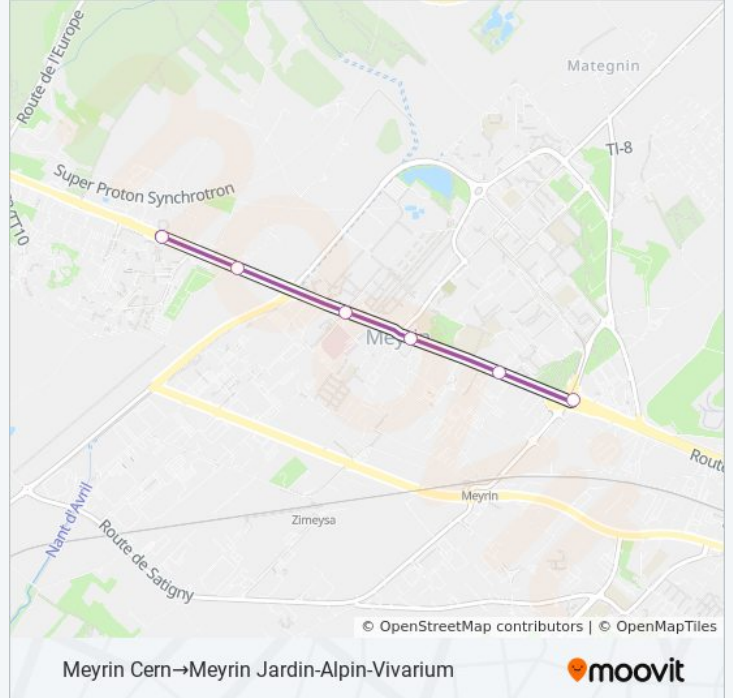 Route de l'Europe
Mategnin
TI-8
Super Proton Synchrotron
TT10
Meyrin
Route
Meyrin
Zimeysa
Nant-d'Avril
Route de Satigny
© OpenStreetMap contributors | © OpenMapTiles
Meyrin Cern→Meyrin Jardin-Alpin-Vivarium
moovit